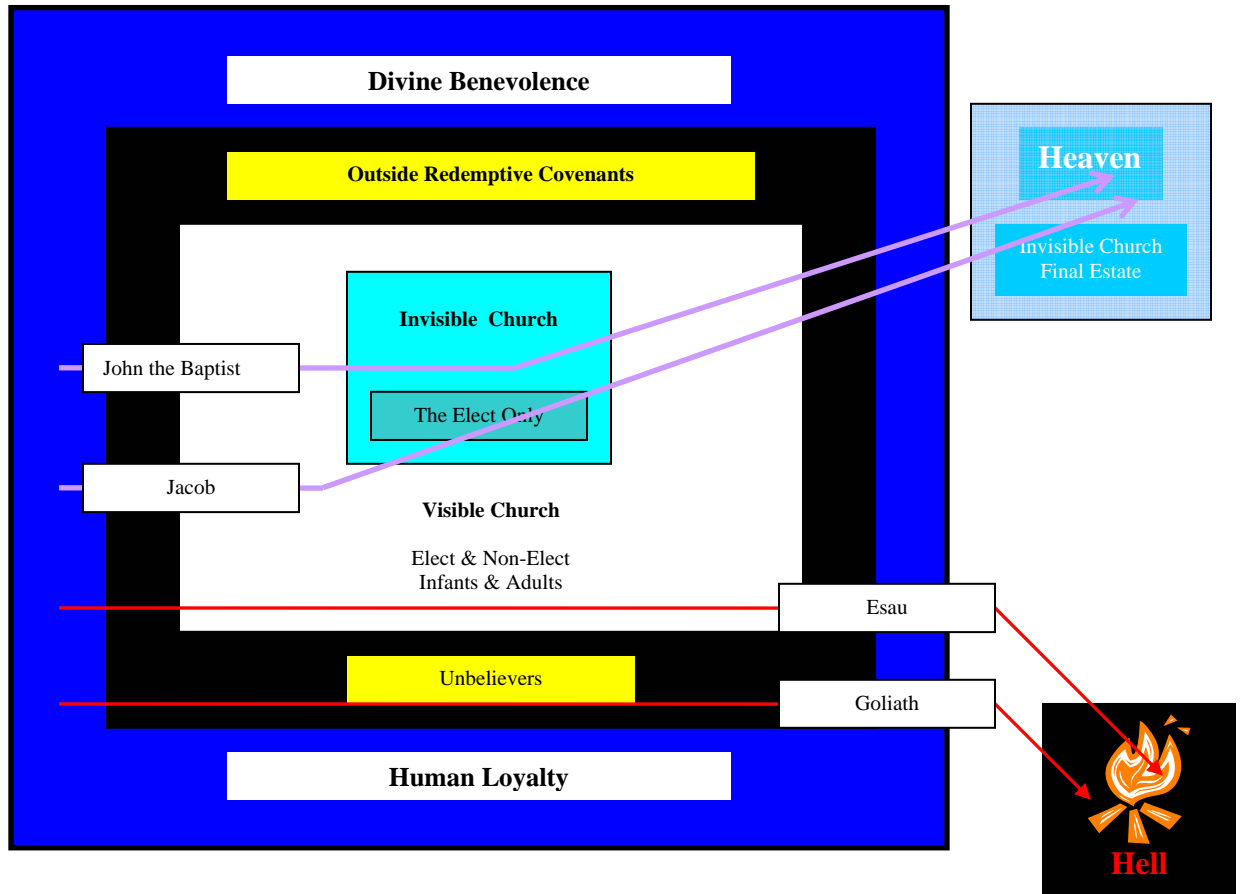 Divine Benevolence
Outside Redemptive Covenants
Heaven
Invisible Church
Final Estate
Invisible Church
John the Baptist
The Elect Only
Jacob
Visible Church
Elect & Non-Elect
Infants & Adults
Esau
Unbelievers
Goliath
Human Loyalty
Hell